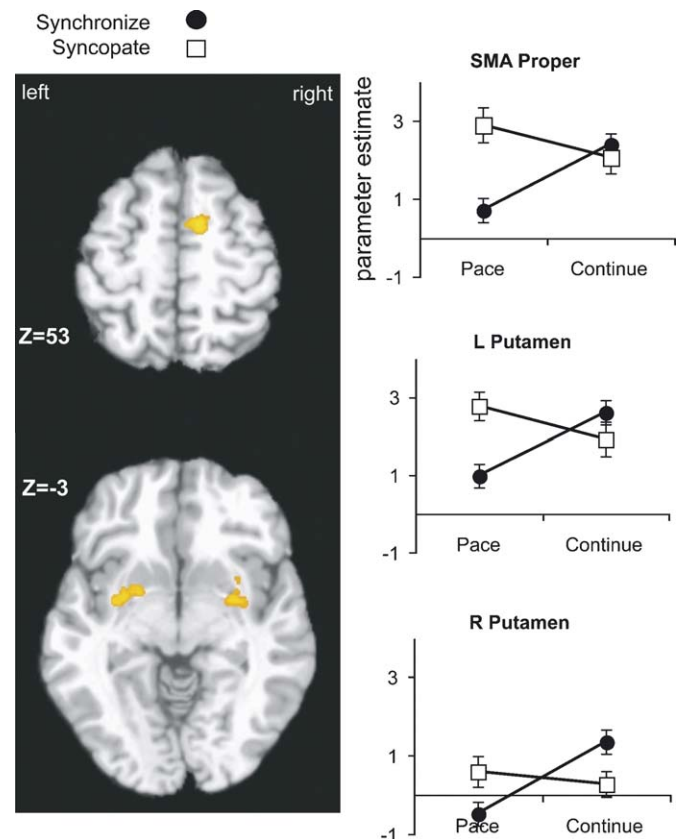 Synchronize
Syncopate
left right
Z=53
Z=-3
SMA Proper
parameter estimate
3
1
-1
Pace Continue
L Putamen
3
1
-1
Pace Continue
R Putamen
3
1
-1
Pace Continue